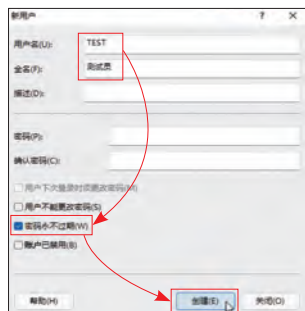 新用户 ? ×
用户名(U): TEST
全名(F): 测试员
描述(D):
密码(P):
确认密码(C):
用户下次登录时须更改密码(M)
用户不能更改密码(S)
密码永不过期(W)
账户已禁用(B)
帮助(H) 创建(E) 关闭(O)